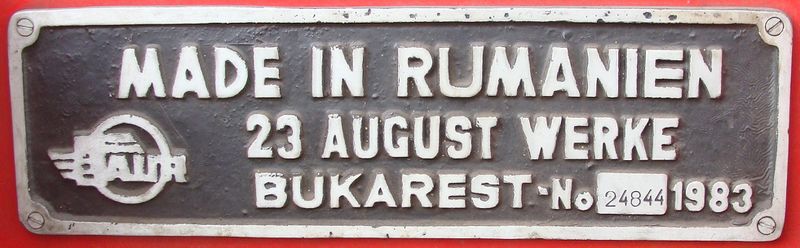 MADE IN RUMANIEN
23 AUGUST WERKE
BUKAREST-No 24844 1983